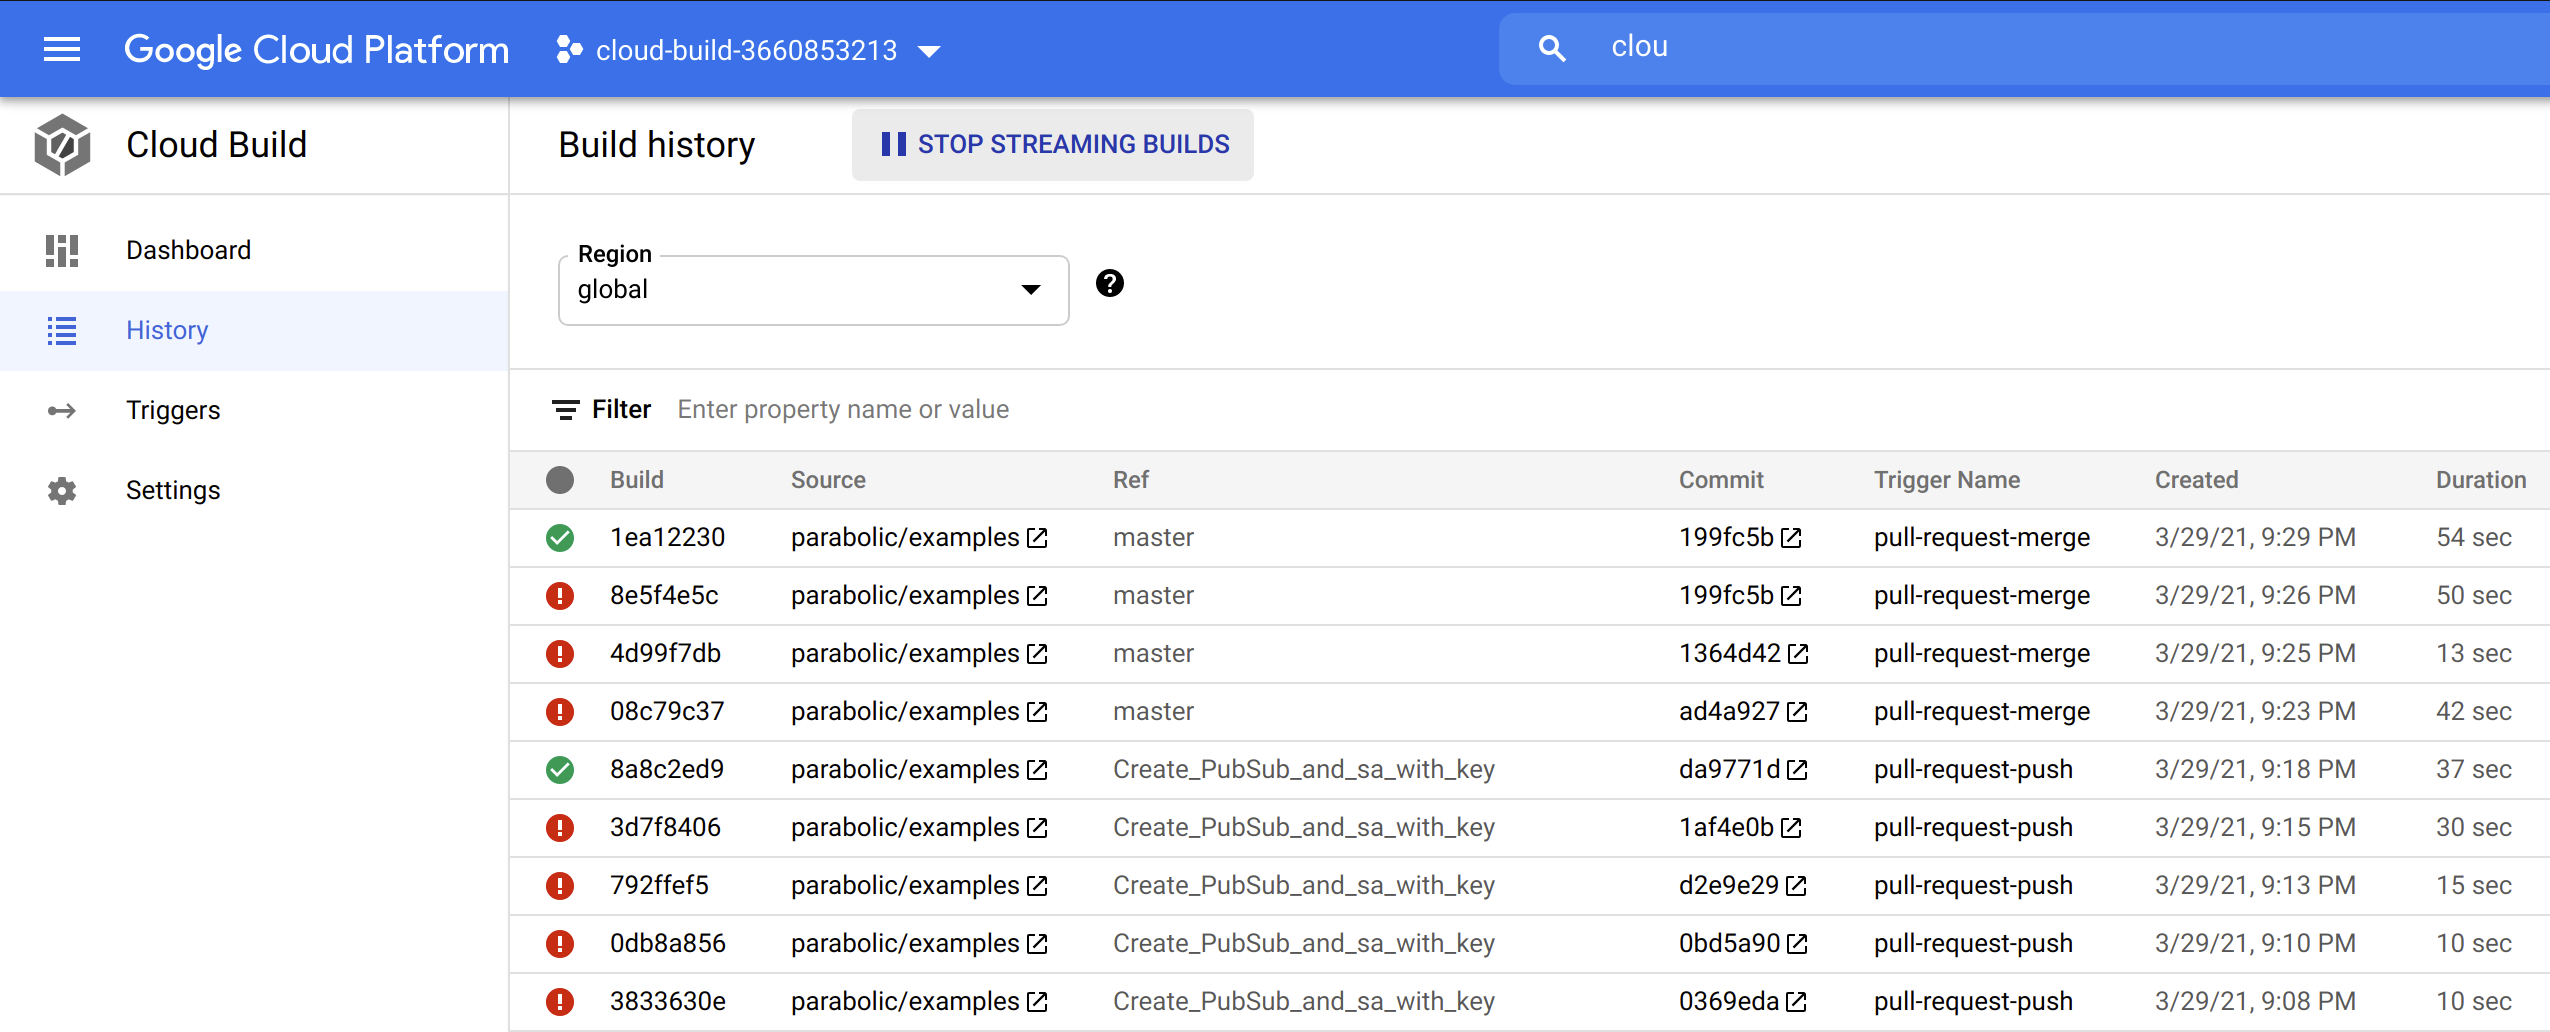 Google Cloud Platform cloud-build-3660853213 clou
Cloud Build
Build history STOP STREAMING BUILDS
Dashboard
History
Triggers
Settings
Region
global
Filter Enter property name or value
Build Source Ref Commit Trigger Name Created Duration
1ea12230 parabolic/examples master 199fc5b pull-request-merge 3/29/21, 9:29 PM 54 sec
8e5f4e5c parabolic/examples master 199fc5b pull-request-merge 3/29/21, 9:26 PM 50 sec
4d99f7db parabolic/examples master 1364d42 pull-request-merge 3/29/21, 9:25 PM 13 sec
08c79c37 parabolic/examples master ad4a927 pull-request-merge 3/29/21, 9:23 PM 42 sec
8a8c2ed9 parabolic/examples Create_PubSub_and_sa_with_key da9771d pull-request-push 3/29/21, 9:18 PM 37 sec
3d7f8406 parabolic/examples Create_PubSub_and_sa_with_key 1af4e0b pull-request-push 3/29/21, 9:15 PM 30 sec
792ffef5 parabolic/examples Create_PubSub_and_sa_with_key d2e9e29 pull-request-push 3/29/21, 9:13 PM 15 sec
0db8a856 parabolic/examples Create_PubSub_and_sa_with_key 0bd5a90 pull-request-push 3/29/21, 9:10 PM 10 sec
3833630e parabolic/examples Create_PubSub_and_sa_with_key 0369eda pull-request-push 3/29/21, 9:08 PM 10 sec